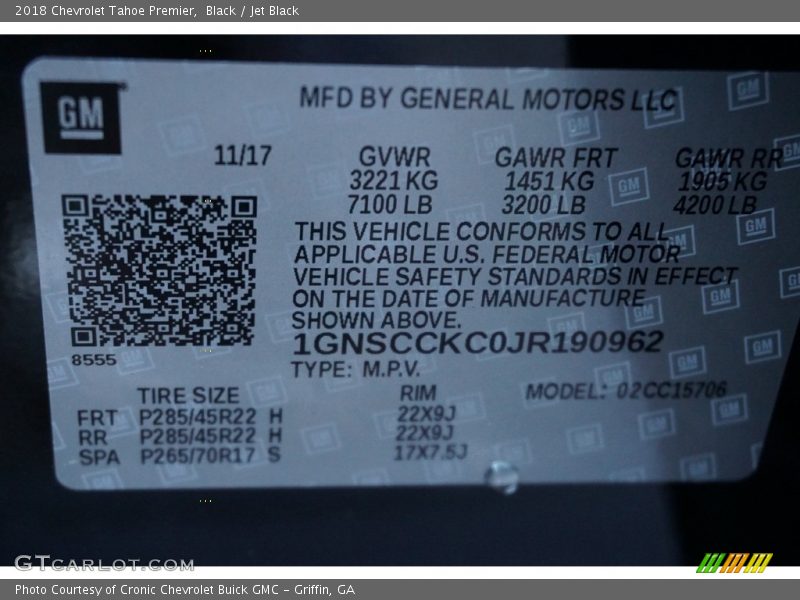 2018 Chevrolet Tahoe Premier,  Black / Jet Black
GM
MFD BY GENERAL MOTORS LLC
11/17 GVWR GAWR FRT GAWR RR
3221 KG 1451 KG 1905 KG
7100 LB 3200 LB 4200 LB
THIS VEHICLE CONFORMS TO ALL
APPLICABLE U.S. FEDERAL MOTOR
VEHICLE SAFETY STANDARDS IN EFFECT
ON THE DATE OF MANUFACTURE
SHOWN ABOVE.
1GNSCCKC0JR190962
8555
TYPE: M.P.V.
TIRE SIZE RIM MODEL: 02CC15706
FRT P285/45R22 H 22X9J
RR P285/45R22 H 22X9J
SPA P265/70R17 S 17X7.5J
GTCARLOT.COM
Photo Courtesy of Cronic Chevrolet Buick GMC – Griffin, GA